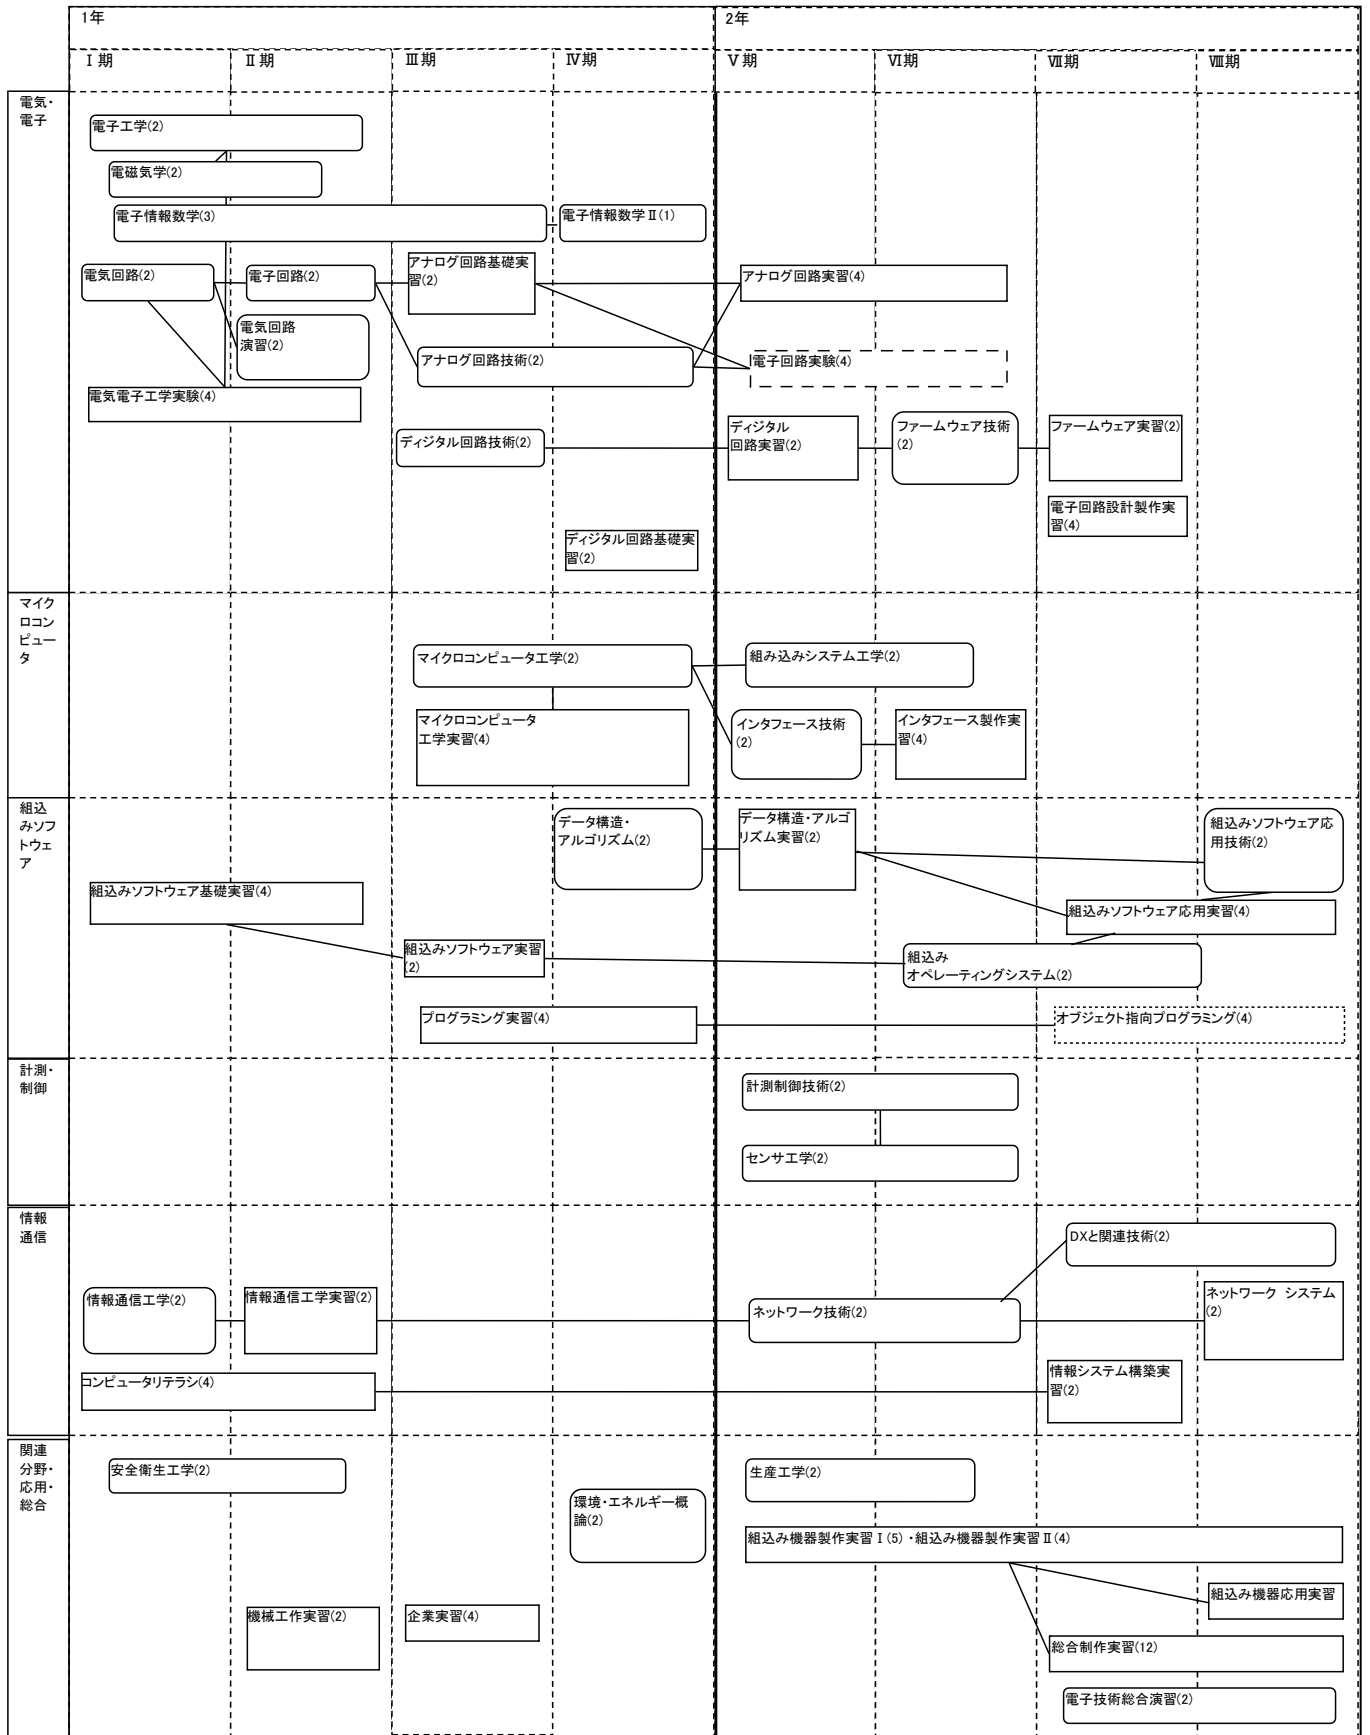 1年
2年
Ⅰ期
Ⅱ期
Ⅲ期
Ⅳ期
Ⅴ期
Ⅵ期
Ⅶ期
Ⅷ期
電気・
電子
電子工学(2)
電磁気学(2)
電子情報数学(3)
電子情報数学Ⅱ(1)
電気回路(2)
電子回路(2)
アナログ回路基礎実
習(2)
アナログ回路実習(4)
電気回路
演習(2)
アナログ回路技術(2)
電子回路実験(4)
電気電子工学実験(4)
ディジタル回路技術(2)
ディジタル
回路実習(2)
ファームウェア技術
(2)
ファームウェア実習(2)
電子回路設計製作実
習(4)
ディジタル回路基礎実
習(2)
マイク
ロコン
ピュー
タ
マイクロコンピュータ工学(2)
組み込みシステム工学(2)
マイクロコンピュータ
工学実習(4)
インタフェース技術
(2)
インタフェース製作実
習(4)
組込
みソフ
トウェ
ア
データ構造・
アルゴリズム(2)
データ構造・アルゴ
リズム実習(2)
組込みソフトウェア応
用技術(2)
組込みソフトウェア基礎実習(4)
組込みソフトウェア応用実習(4)
組込みソフトウェア実習
(2)
組込み
オペレーティングシステム(2)
プログラミング実習(4)
オブジェクト指向プログラミング(4)
計測・
制御
計測制御技術(2)
センサ工学(2)
情報
通信
DXと関連技術(2)
情報通信工学(2)
情報通信工学実習(2)
ネットワーク技術(2)
ネットワーク システム
(2)
コンピュータリテラシ(4)
情報システム構築実
習(2)
関連
分野・
応用・
総合
安全衛生工学(2)
生産工学(2)
環境・エネルギー概
論(2)
組込み機器製作実習Ⅰ(5)・組込み機器製作実習Ⅱ(4)
組込み機器応用実習
機械工作実習(2)
企業実習(4)
総合制作実習(12)
電子技術総合演習(2)